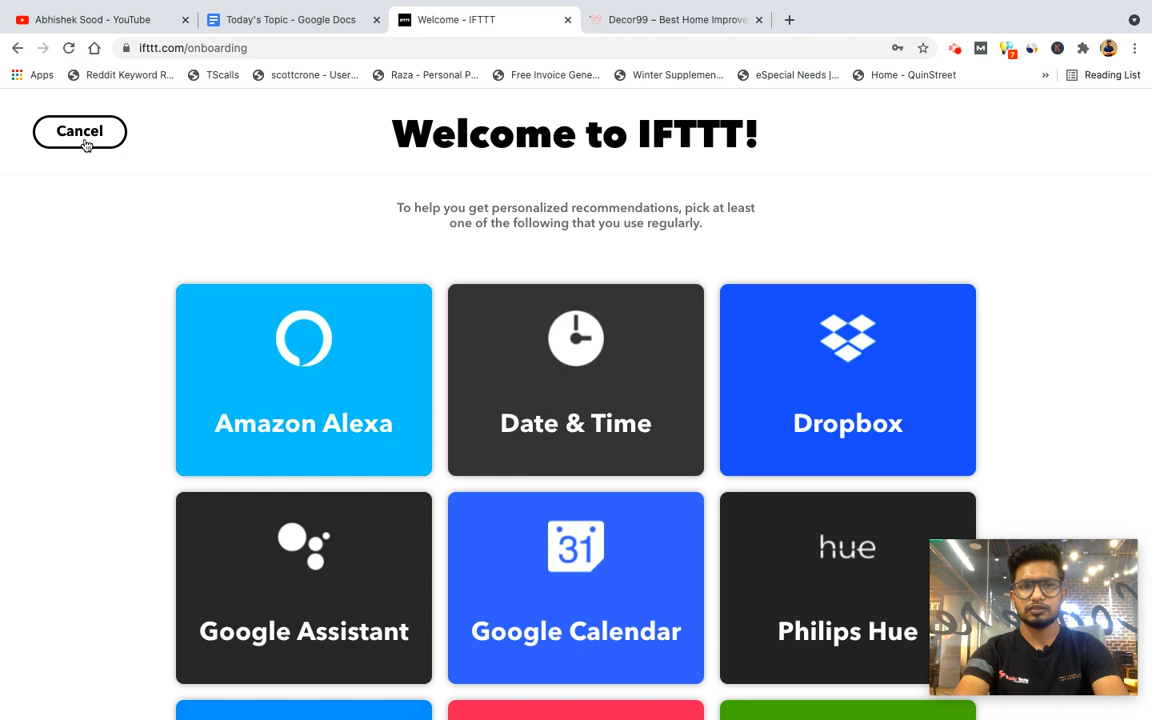 Abhishek Sood - YouTube
Today's Topic - Google Docs
Welcome - IFTTT
Decor99 – Best Home Improve
ifttt.com/onboarding
7
Apps
Reddit Keyword R...
TScalls
scottcrone - User...
Raza - Personal P...
Free Invoice Gene...
Winter Supplemen...
eSpecial Needs |...
Home - QuinStreet
»
Reading List
Cancel
Welcome to IFTTT!
To help you get personalized recommendations, pick at least
one of the following that you use regularly.
Amazon Alexa
Date & Time
Dropbox
31
hue
Google Assistant
Google Calendar
Philips Hue